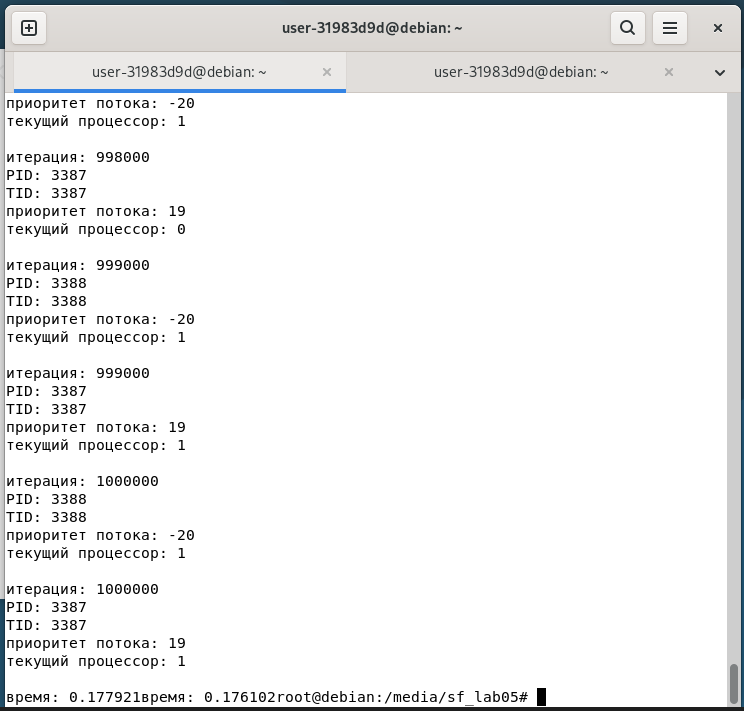 user-31983d9d@debian: ~
user-31983d9d@debian: ~
user-31983d9d@debian: ~
приоритет потока: -20
текущий процессор: 1
итерация: 998000
PID: 3387
TID: 3387
приоритет потока: 19
текущий процессор: 0
итерация: 999000
PID: 3388
TID: 3388
приоритет потока: -20
текущий процессор: 1
итерация: 999000
PID: 3387
TID: 3387
приоритет потока: 19
текущий процессор: 1
итерация: 1000000
PID: 3388
TID: 3388
приоритет потока: -20
текущий процессор: 1
итерация: 1000000
PID: 3387
TID: 3387
приоритет потока: 19
текущий процессор: 1
время: 0.177921время: 0.176102root@debian:/media/sf_lab05#